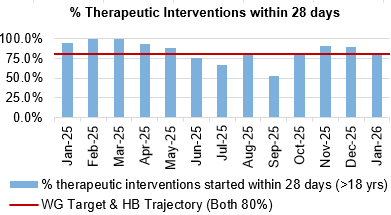 % Therapeutic Interventions within 28 days
100.0%
75.0%
50.0%
25.0%
0.0%
Jan-25
Feb-25
Mar-25
Apr-25
May-25
Jun-25
Jul-25
Aug-25
Sep-25
Oct-25
Nov-25
Dec-25
Jan-26
% therapeutic interventions started within 28 days (>18 yrs)
WG Target & HB Trajectory (Both 80%)